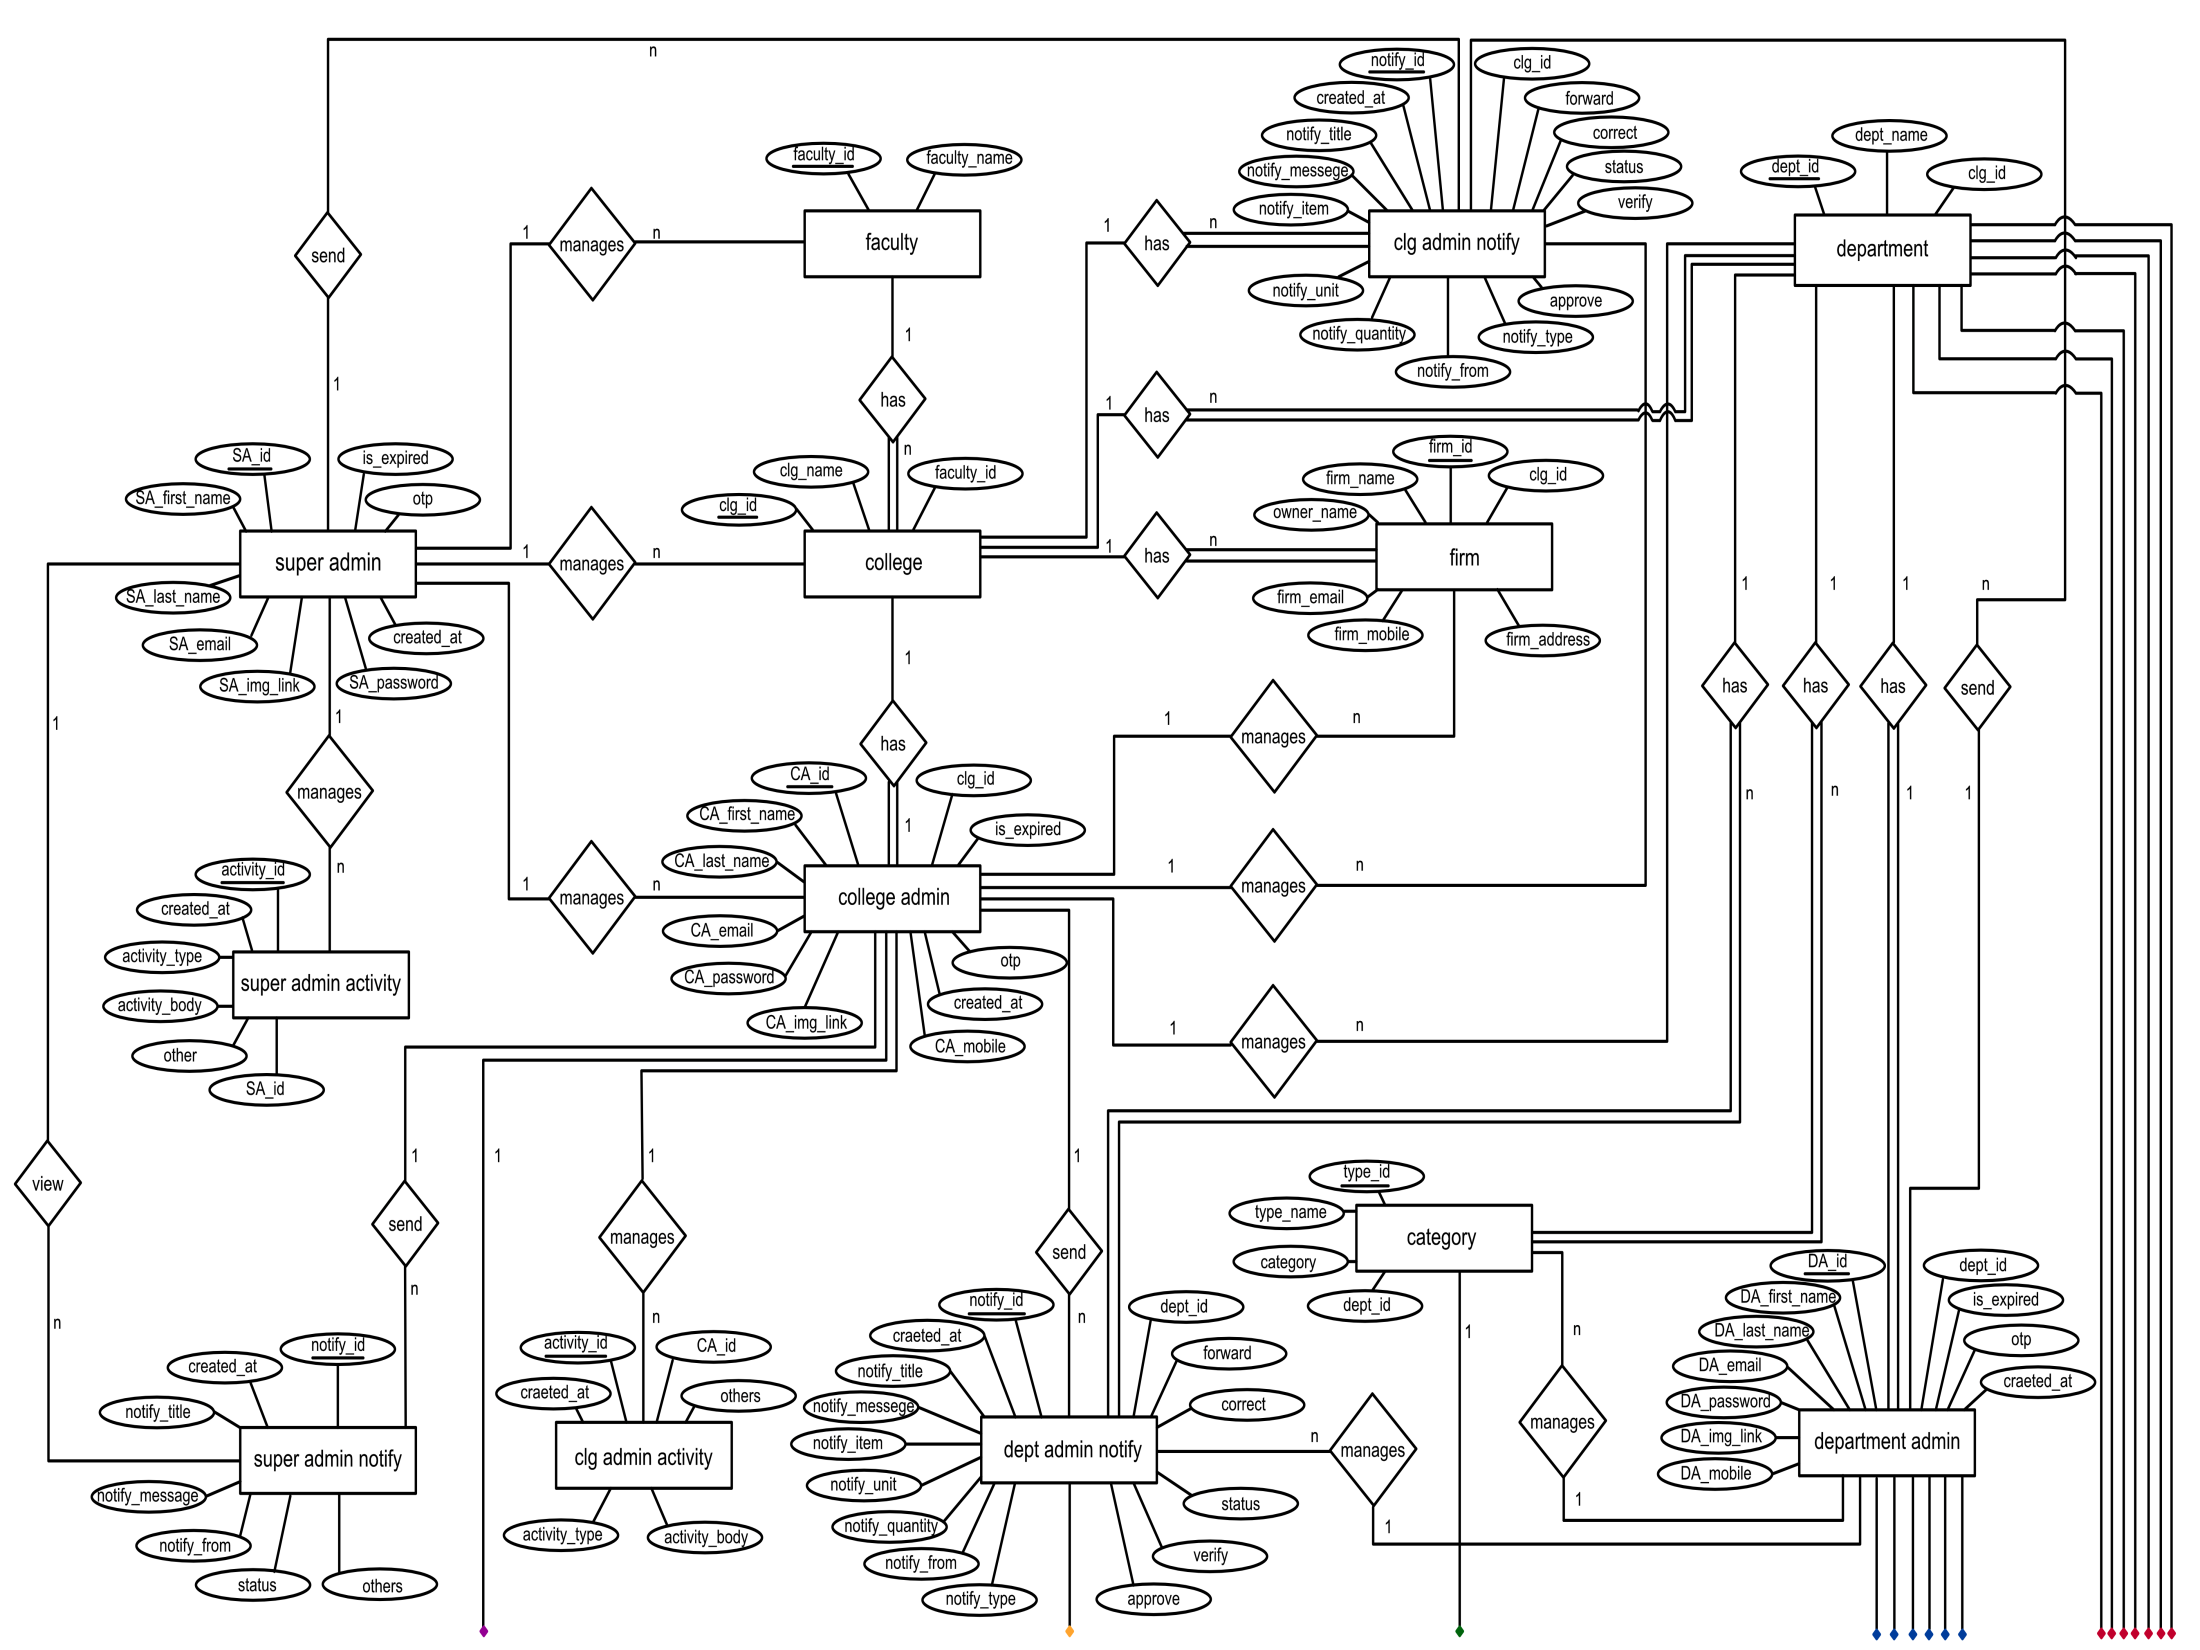 n
notify_id
clg_id
created_at
forward
notify_title
correct
notify_messege
status
notify_item
verify
clg admin notify
notify_unit
approve
notify_quantity
notify_type
notify_from
dept_name
dept_id
clg_id
department
faculty_id
faculty_name
faculty
send
1
manages
n
1
has
n
1
1
has
n
1
has
n
SA_id
is_expired
SA_first_name
otp
super admin
SA_last_name
SA_email
created_at
SA_img_link
SA_password
1
manages
n
clg_name
faculty_id
clg_id
college
1
has
n
firm_id
firm_name
clg_id
owner_name
firm
firm_email
firm_mobile
firm_address
1
1
1
n
has
has
has
send
n
n
1
1
1
1
has
1
1
manages
n
1
manages
n
1
manages
n
1
manages
n
1
manages
n
CA_id
clg_id
CA_first_name
is_expired
CA_last_name
college admin
CA_email
otp
CA_password
created_at
CA_img_link
CA_mobile
activity_id
created_at
activity_type
super admin activity
activity_body
other
SA_id
view
n
1
send
n
1
1
manages
n
1
send
n
type_id
type_name
category
category
dept_id
1
n
manages
1
notify_id
created_at
notify_title
super admin notify
notify_message
notify_from
status
others
activity_id
CA_id
craeted_at
others
clg admin activity
activity_type
activity_body
notify_id
dept_id
craeted_at
forward
notify_title
notify_messege
correct
notify_item
dept admin notify
notify_unit
status
notify_quantity
notify_from
verify
notify_type
approve
n
manages
1
DA_id
dept_id
DA_first_name
is_expired
DA_last_name
otp
DA_email
craeted_at
DA_password
DA_img_link
department admin
DA_mobile